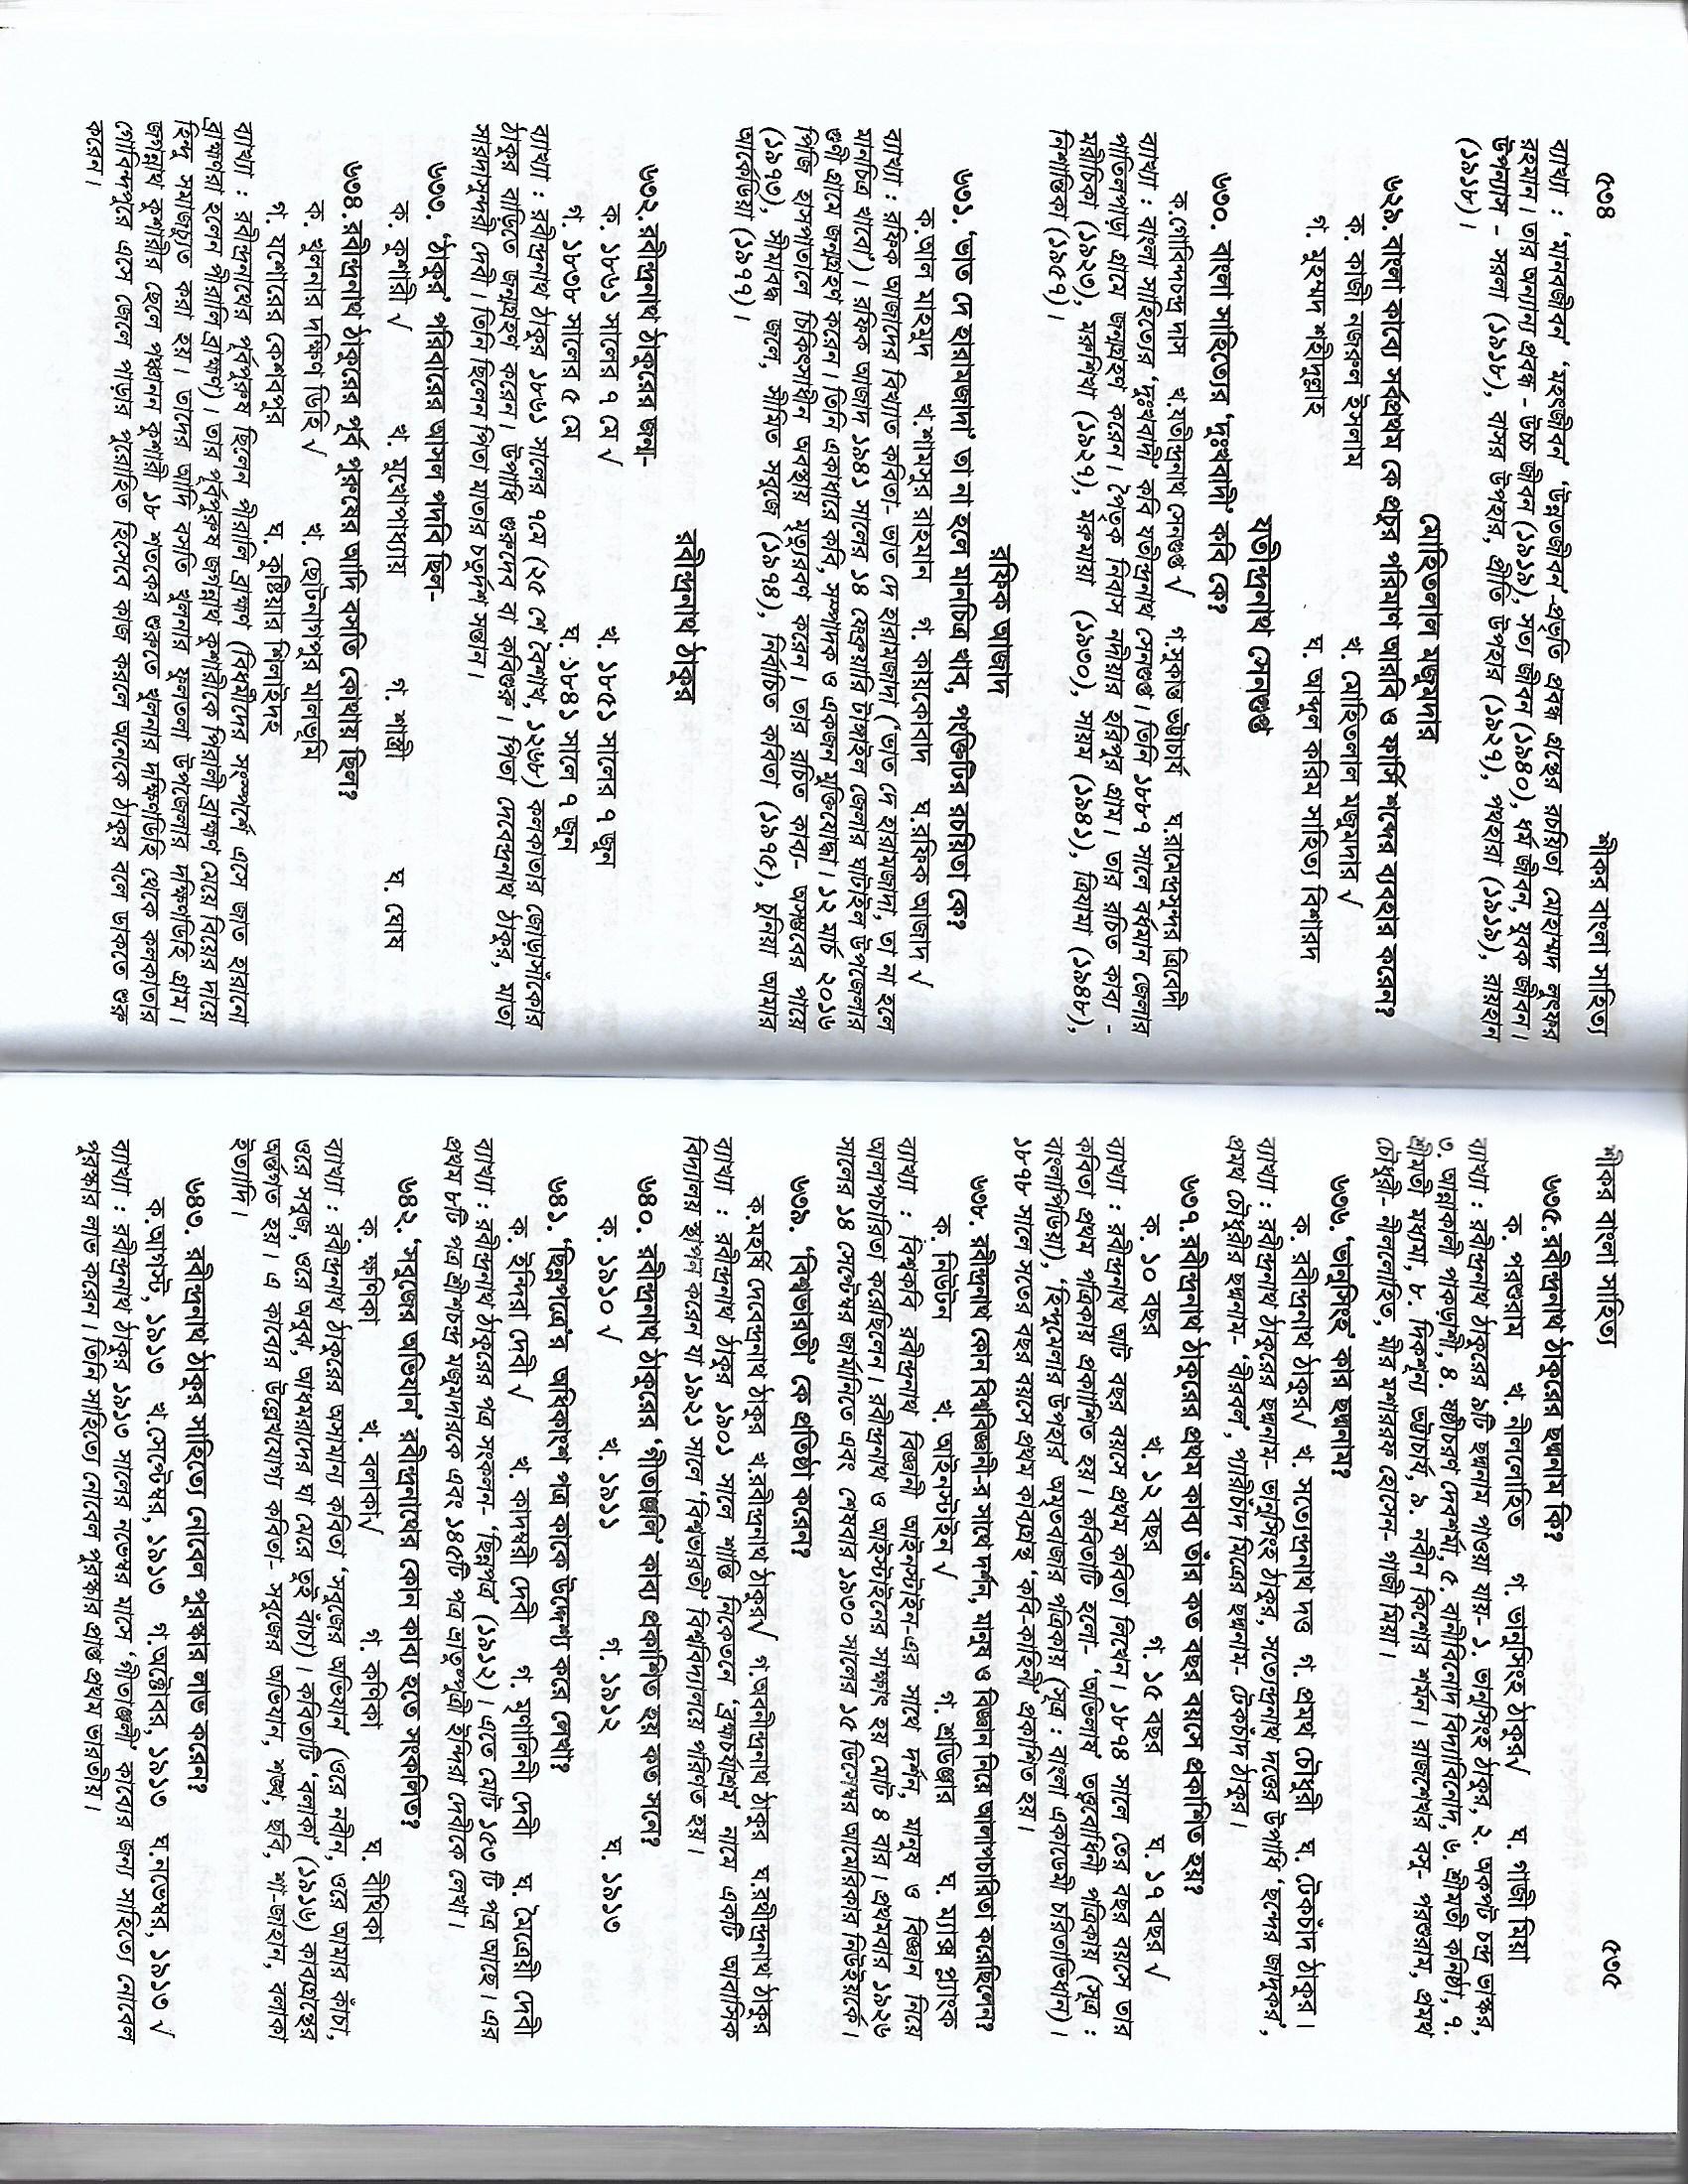 ৫৩৪
শীকর বাংলা সাহিত্য
ব্যাখ্যা : ‘মানবজীবন’ ‘মহৎজীবন’ ‘উন্নতজীবন’-প্রভৃতি প্রবন্ধ গ্রন্থের রচয়িতা মোহাম্মদ লুৎফর
রহমান। তার অন্যান্য প্রবন্ধ - উচ্চ জীবন (১৯১৯), সত্য জীবন (১৯৪০), ধর্ম জীবন, যুবক জীবন।
উপন্যাস - সরলা (১৯১৮), বাসর উপহার, প্রীতি উপহার (১৯২৭), পথহারা (১৯১৯), রায়হান
(১৯১৮)।
মোহিতলাল মজুমদার
৬২৯. বাংলা কাব্যে সর্বপ্রথম কে প্রচুর পরিমাণ আরবি ও ফার্সি শব্দের ব্যবহার করেন?
ক. কাজী নজরুল ইসলাম খ. মোহিতলাল মজুমদার √
গ. মুহম্মদ শহীদুল্লাহ ঘ. আব্দুল করিম সাহিত্য বিশারদ
যতীন্দ্রনাথ সেনগুপ্ত
৬৩০. বাংলা সাহিত্যের ‘দুঃখবাদী’ কবি কে?
ক.গোবিন্দচন্দ্র দাস খ.যতীন্দ্রনাথ সেনগুপ্ত √ গ.সুকান্ত ভট্টাচার্য ঘ.রামেন্দ্রসুন্দর ত্রিবেদী
ব্যাখ্যা : বাংলা সাহিত্যের ‘দুঃখবাদী’ কবি যতীন্দ্রনাথ সেনগুপ্ত। তিনি ১৮৮৭ সালে বর্ধমান জেলার
পাতিলপাড়া গ্রামে জন্মগ্রহণ করেন। পৈতৃক নিবাস নদীয়ার হরিপুর গ্রাম। তার রচিত কাব্য -
মরীচিকা (১৯২৩), মরুশিখা (১৯২৭), মরুমায়া (১৯৩০), সায়ম (১৯৪১), ত্রিযামা (১৯৪৮),
নিশান্তিকা (১৯৫৭)।
রফিক আজাদ
৬৩১. ‘ভাত দে হারামজাদা’ তা না হলে মানচিত্র খাব, পংক্তিটির রচয়িতা কে?
ক.আল মাহমুদ খ.শামসুর রাহমান গ. কায়কোবাদ ঘ.রফিক আজাদ √
ব্যাখ্যা : রফিক আজাদের বিখ্যাত কবিতা- ভাত দে হারামজাদা (‘ভাত দে হারামজাদা, তা না হলে
মানচিত্র খাবো’)। রফিক আজাদ ১৯৪১ সালের ১৪ ফেব্রুয়ারি টাঙ্গাইল জেলার ঘাটাইল উপজেলার
গুণী গ্রামে জন্মগ্রহণ করেন। তিনি একাধারে কবি, সম্পাদক ও একজন মুক্তিযোদ্ধা। ১২ মার্চ ২০১৬
পিজি হাসপাতালে চিকিৎসাধীন অবস্থায় মৃত্যুবরণ করেন। তার রচিত কাব্য- অসম্ভবের পায়ে
(১৯৭৩), সীমাবদ্ধ জলে, সীমিত সবুজে (১৯৭৪), নির্বাচিত কবিতা (১৯৭৫), চুনিয়া আমার
আর্কেডিয়া (১৯৭৭)।
রবীন্দ্রনাথ ঠাকুর
৬৩২.রবীন্দ্রনাথ ঠাকুরের জন্ম-
ক. ১৮৬১ সালের ৭ মে √ খ. ১৮৫১ সালের ৭ জুন
গ. ১৮৩৮ সালের ৫ মে ঘ. ১৮৪১ সালে ৭ জুন
ব্যাখ্যা : রবীন্দ্রনাথ ঠাকুর ১৮৬১ সালের ৭মে (২৫ শে বৈশাখ, ১২৬৮) কলকাতার জোড়াসাঁকোর
ঠাকুর বাড়িতে জন্মগ্রহণ করেন। উপাধি গুরুদেব বা কবিগুরু। পিতা দেবেন্দ্রনাথ ঠাকুর, মাতা
সারদাসুন্দরী দেবী। তিনি ছিলেন পিতা মাতার চতুর্দশ সন্তান।
৬৩৩. ‘ঠাকুর’ পরিবারের আসল পদবি ছিল-
ক. কুশারী √ খ. মুখোপাধ্যায় গ. শাস্ত্রী ঘ. ঘোষ
৬৩৪.রবীন্দ্রনাথ ঠাকুরের পূর্ব পুরুষের আদি বসতি কোথায় ছিল?
ক. খুলনার দক্ষিণ ডিহি √ খ. ছোটনাগপুর মালভূমি
গ. যশোরের কেশবপুর ঘ. কুষ্টিয়ার শিলাইদহ
ব্যাখ্যা : রবীন্দ্রনাথের পূর্বপুরুষ ছিলেন পীরালি ব্রাহ্মণ (বিধর্মীদের সংস্পর্শে এসে জাত হারানো
ব্রাহ্মণরা হলেন পীরালি ব্রাহ্মণ)। তার পূর্বপুরুষ জগন্নাথ কুশারীকে পিরালী ব্রাহ্মণ মেয়ে বিয়ের দায়ে
হিন্দু সমাজচ্যুত করা হয়। তাদের আদি বসতি খুলনার ফুলতলা উপজেলার দক্ষিণডিহি গ্রাম।
জগন্নাথ কুশারীর ছেলে পঞ্চানন কুশারী ১৮ শতকের শুরুতে খুলনার দক্ষিণডিহি থেকে কলকাতার
গোবিন্দপুরে এসে জেলে পাড়ার পুরোহিত হিসেবে কাজ করলে অনেকে ঠাকুর বলে ডাকতে শুরু
করেন।
শীকর বাংলা সাহিত্য
৫৩৫
৬৩৫.রবীন্দ্রনাথ ঠাকুরের ছদ্মনাম কি?
ক. পরশুরাম খ. নীললোহিত গ. ভানুসিংহ ঠাকুর√ ঘ. গাজী মিয়া
ব্যাখ্যা : রবীন্দ্রনাথ ঠাকুরের ৯টি ছদ্মনাম পাওয়া যায়- ১. ভানুসিংহ ঠাকুর, ২. অকপট চন্দ্র ভাস্কর,
৩. আন্নাকালী পাকড়াশী, ৪. ষষ্ঠীচরণ দেবশর্মা, ৫ বানীবিনোদ বিদ্যাবিনোদ, ৬. শ্রীমতী কনিষ্ঠা, ৭.
শ্রীমতী মধ্যমা, ৮. দিকশূন্য ভট্টাচার্য, ৯. নবীন কিশোর শর্মন। রাজশেখর বসু- পরশুরাম, প্রমথ
চৌধুরী- নীললোহিত, মীর মশাররফ হোসেন- গাজী মিয়া।
৬৩৬.‘ভানুসিংহ’ কার ছদ্মনাম?
ক. রবীন্দ্রনাথ ঠাকুর√ খ. সত্যেন্দ্রনাথ দত্ত গ. প্রমথ চৌধুরী ঘ. টেকচাঁদ ঠাকুর।
ব্যাখ্যা : রবীন্দ্রনাথ ঠাকুরের ছদ্মনাম- ভানুসিংহ ঠাকুর, সত্যেন্দ্রনাথ দত্তের উপাধি ‘ছন্দের জাদুকর’,
প্রমথ চৌধুরীর ছদ্মনাম- ‘বীরবল’, প্যারীচাঁদ মিত্রের ছদ্মনাম- টেকচাঁদ ঠাকুর।
৬৩৭.রবীন্দ্রনাথ ঠাকুরের প্রথম কাব্য তাঁর কত বছর বয়সে প্রকাশিত হয়?
ক. ১০ বছর খ. ১২ বছর গ. ১৫ বছর ঘ. ১৭ বছর √
ব্যাখ্যা : রবীন্দ্রনাথ আট বছর বয়সে প্রথম কবিতা লিখেন। ১৮৭৪ সালে তের বছর বয়সে তার
কবিতা প্রথম পত্রিকায় প্রকাশিত হয়। কবিতাটি হলো- ‘অভিলাষ’ তত্ত্ববোধিনী পত্রিকায় (সূত্র :
বাংলাপিডিয়া), ‘হিন্দুমেলার উপহার’ অমৃতবাজার পত্রিকায় (সূত্র : বাংলা একাডেমী চরিতাভিধান)।
১৮৭৮ সালে সতের বছর বয়সে প্রথম কাব্যগ্রন্থ ‘কবি-কাহিনী’ প্রকাশিত হয়।
৬৩৮. রবীন্দ্রনাথ কোন বিশ্ববিজ্ঞানী-র সাথে দর্শন, মানুষ ও বিজ্ঞান নিয়ে আলাপচারিতা করেছিলেন?
ক. নিউটন খ. আইনস্টাইন √ গ. শ্রোডিঞ্জার ঘ. ম্যাক্স প্ল্যাংক
ব্যাখ্যা : বিশ্বকবি রবীন্দ্রনাথ বিজ্ঞানী আইনস্টাইন-এর সাথে দর্শন, মানুষ ও বিজ্ঞান নিয়ে
আলাপচারিতা করেছিলেন। রবীন্দ্রনাথ ও আইনস্টাইনের সাক্ষাৎ হয় মোট ৪ বার। প্রথমবার ১৯২৬
সালের ১৪ সেপ্টেম্বর জার্মানিতে এবং শেষবার ১৯৩০ সালের ১৫ ডিসেম্বর আমেরিকার নিউইয়র্কে।
৬৩৯. ‘বিশ্বভারতী’ কে প্রতিষ্ঠা করেন?
ক.মহর্ষি দেবেন্দ্রনাথ ঠাকুর খ.রবীন্দ্রনাথ ঠাকুর√ গ.অবনীন্দ্রনাথ ঠাকুর ঘ.রথীন্দ্রনাথ ঠাকুর
ব্যাখ্যা : রবীন্দ্রনাথ ঠাকুর ১৯০১ সালে শান্তি নিকেতনে ‘ব্রহ্মচর্যাশ্রম’ নামে একটি আবাসিক
বিদ্যালয় স্থাপন করেন যা ১৯২১ সালে ‘বিশ্বভারতী’ বিশ্ববিদ্যালয়ে পরিণত হয়।
৬৪০. রবীন্দ্রনাথ ঠাকুরের ‘গীতাঞ্জলি’ কাব্য প্রকাশিত হয় কত সনে?
ক. ১৯১০ √ খ. ১৯১১ গ. ১৯১২ ঘ. ১৯১৩
৬৪১. ‘ছিন্নপত্রে’র অধিকাংশ পত্র কাকে উদ্দেশ্য করে লেখা?
ক. ইন্দিরা দেবী √ খ. কাদম্বরী দেবী গ. মৃণালিনী দেবী ঘ. মৈত্রেয়ী দেবী
ব্যাখ্যা : রবীন্দ্রনাথ ঠাকুরের পত্র সংকলন- ‘ছিন্নপত্র’ (১৯১২)। এতে মোট ১৫৩ টি পত্র আছে। এর
প্রথম ৮টি পত্র শ্রীশচন্দ্র মজুমদারকে এবং ১৪৫টি পত্র ভ্রাতুষ্পুত্রী ইন্দিরা দেবীকে লেখা।
৬৪২.‘সবুজের অভিযান’ রবীন্দ্রনাথের কোন কাব্য হতে সংকলিত?
ক. ক্ষণিকা খ. বলাকা√ গ. কণিকা ঘ. বীথিকা
ব্যাখ্যা : রবীন্দ্রনাথ ঠাকুরের অসামান্য কবিতা ‘সবুজের অভিযান’ (ওরে নবীন, ওরে আমার কাঁচা,
ওরে সবুজ, ওরে অবুঝ, আধমরাদের ঘা মেরে তুই বাঁচা)। কবিতাটি ‘বলাকা’ (১৯১৬) কাব্যগ্রন্থের
অন্তর্গত হয়। এ কাব্যের উল্লেখযোগ্য কবিতা- সবুজের অভিযান, শঙ্খ, ছবি, শা-জাহান, বলাকা
ইত্যাদি।
৬৪৩. রবীন্দ্রনাথ ঠাকুর সাহিত্যে নোবেল পুরস্কার লাভ করেন?
ক.আগস্ট, ১৯১৩ খ.সেপ্টেম্বর, ১৯১৩ গ.অক্টোবর, ১৯১৩ ঘ.নভেম্বর, ১৯১৩ √
ব্যাখ্যা : রবীন্দ্রনাথ ঠাকুর ১৯১৩ সালের নভেম্বর মাসে ‘গীতাঞ্জলী’ কাব্যের জন্য সাহিত্যে নোবেল
পুরস্কার লাভ করেন। তিনি সাহিত্যে নোবেল পুরস্কার প্রাপ্ত প্রথম ভারতীয়।